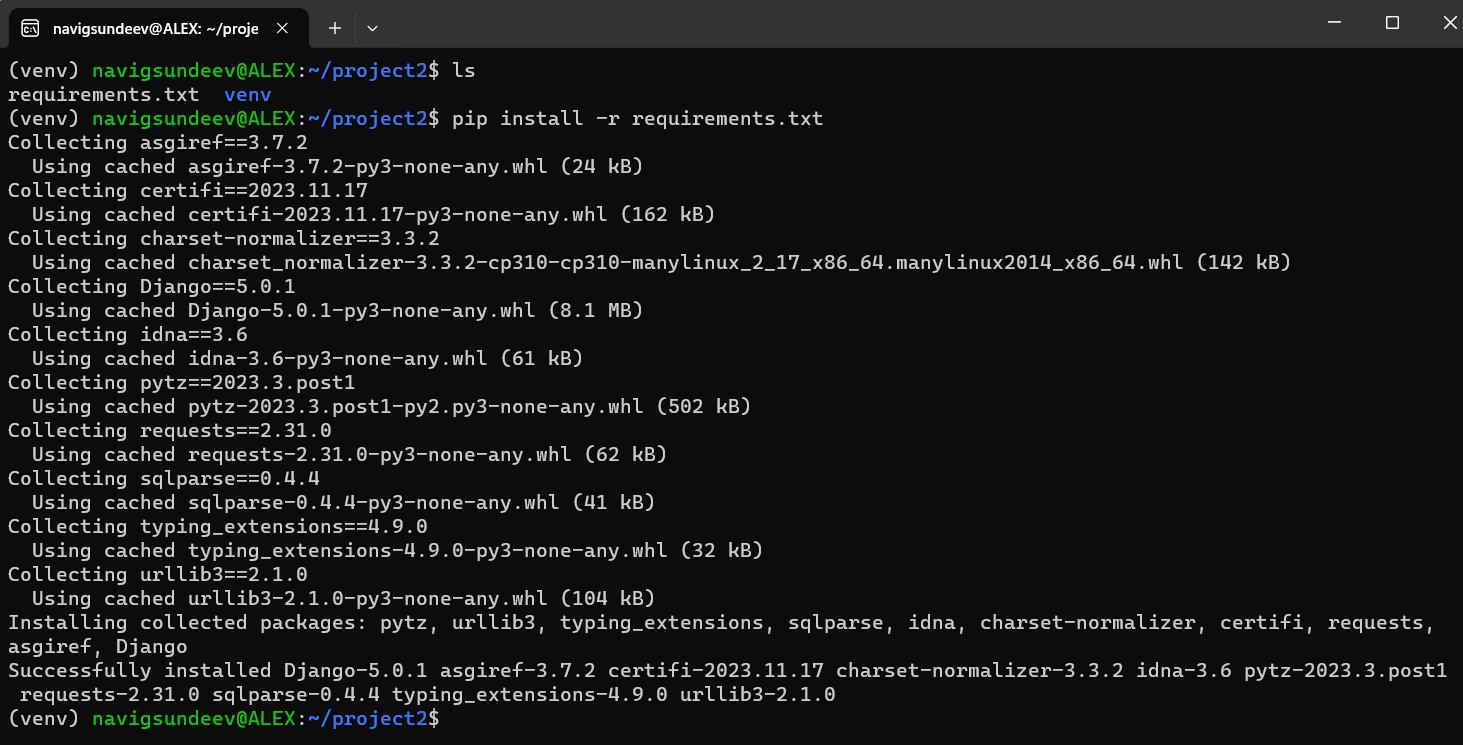 navigsundeev@ALEX: ~/proje
(venv) navigsundeev@ALEX:~/project2$ ls
requirements.txt  venv
(venv) navigsundeev@ALEX:~/project2$ pip install -r requirements.txt
Collecting asgiref==3.7.2
  Using cached asgiref-3.7.2-py3-none-any.whl (24 kB)
Collecting certifi==2023.11.17
  Using cached certifi-2023.11.17-py3-none-any.whl (162 kB)
Collecting charset-normalizer==3.3.2
  Using cached charset_normalizer-3.3.2-cp310-cp310-manylinux_2_17_x86_64.manylinux2014_x86_64.whl (142 kB)
Collecting Django==5.0.1
  Using cached Django-5.0.1-py3-none-any.whl (8.1 MB)
Collecting idna==3.6
  Using cached idna-3.6-py3-none-any.whl (61 kB)
Collecting pytz==2023.3.post1
  Using cached pytz-2023.3.post1-py2.py3-none-any.whl (502 kB)
Collecting requests==2.31.0
  Using cached requests-2.31.0-py3-none-any.whl (62 kB)
Collecting sqlparse==0.4.4
  Using cached sqlparse-0.4.4-py3-none-any.whl (41 kB)
Collecting typing_extensions==4.9.0
  Using cached typing_extensions-4.9.0-py3-none-any.whl (32 kB)
Collecting urllib3==2.1.0
  Using cached urllib3-2.1.0-py3-none-any.whl (104 kB)
Installing collected packages: pytz, urllib3, typing_extensions, sqlparse, idna, charset-normalizer, certifi, requests,
asgiref, Django
Successfully installed Django-5.0.1 asgiref-3.7.2 certifi-2023.11.17 charset-normalizer-3.3.2 idna-3.6 pytz-2023.3.post1
 requests-2.31.0 sqlparse-0.4.4 typing_extensions-4.9.0 urllib3-2.1.0
(venv) navigsundeev@ALEX:~/project2$